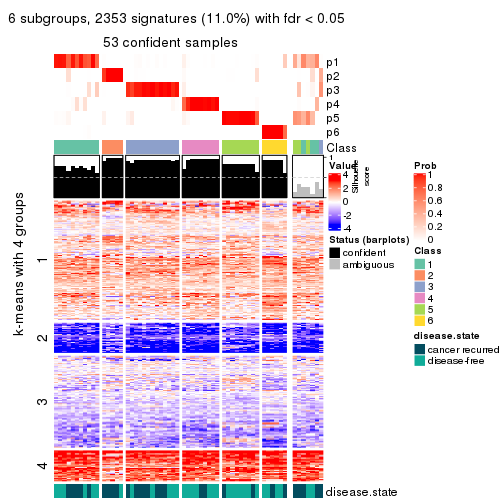 6 subgroups, 2353 signatures (11.0%) with fdr < 0.05
53 confident samples
p1
p2
p3
p4
p5
p6
Class
1
Silhouette
score
k-means with 4 groups
1
2
3
4
disease.state
Value
4
2
0
-2
-4
Status (barplots)
confident
ambiguous
Prob
1
0.8
0.6
0.4
0.2
0
Class
1
2
3
4
5
6
disease.state
cancer recurred
disease-free